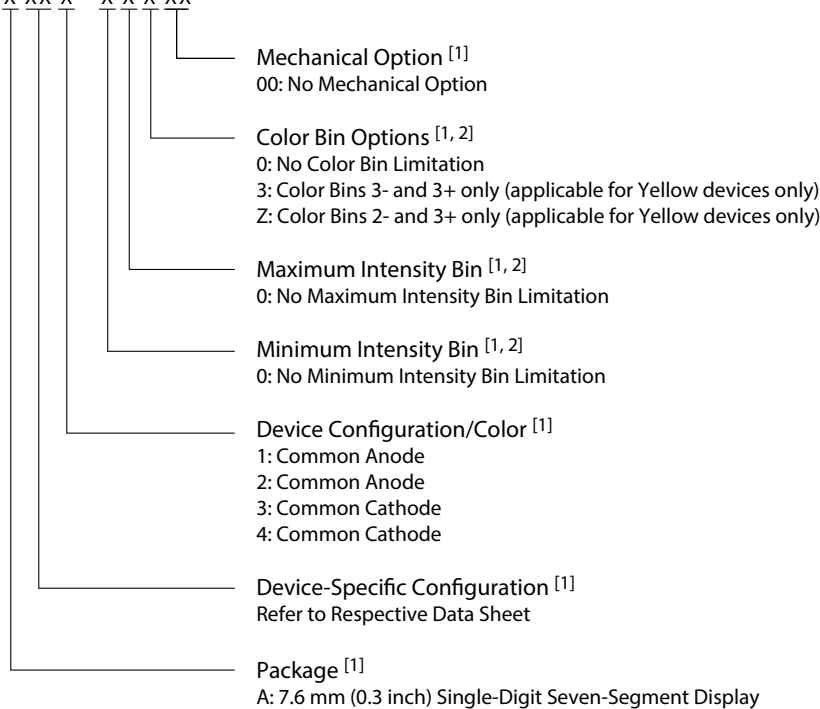 X XX X X X X XX
Mechanical Option [1]
00: No Mechanical Option
Color Bin Options [1, 2]
0: No Color Bin Limitation
3: Color Bins 3- and 3+ only (applicable for Yellow devices only)
Z: Color Bins 2- and 3+ only (applicable for Yellow devices only)
Maximum Intensity Bin [1, 2]
0: No Maximum Intensity Bin Limitation
Minimum Intensity Bin [1, 2]
0: No Minimum Intensity Bin Limitation
Device Configuration/Color [1]
1: Common Anode
2: Common Anode
3: Common Cathode
4: Common Cathode
Device-Specific Configuration [1]
Refer to Respective Data Sheet
Package [1]
A: 7.6 mm (0.3 inch) Single-Digit Seven-Segment Display